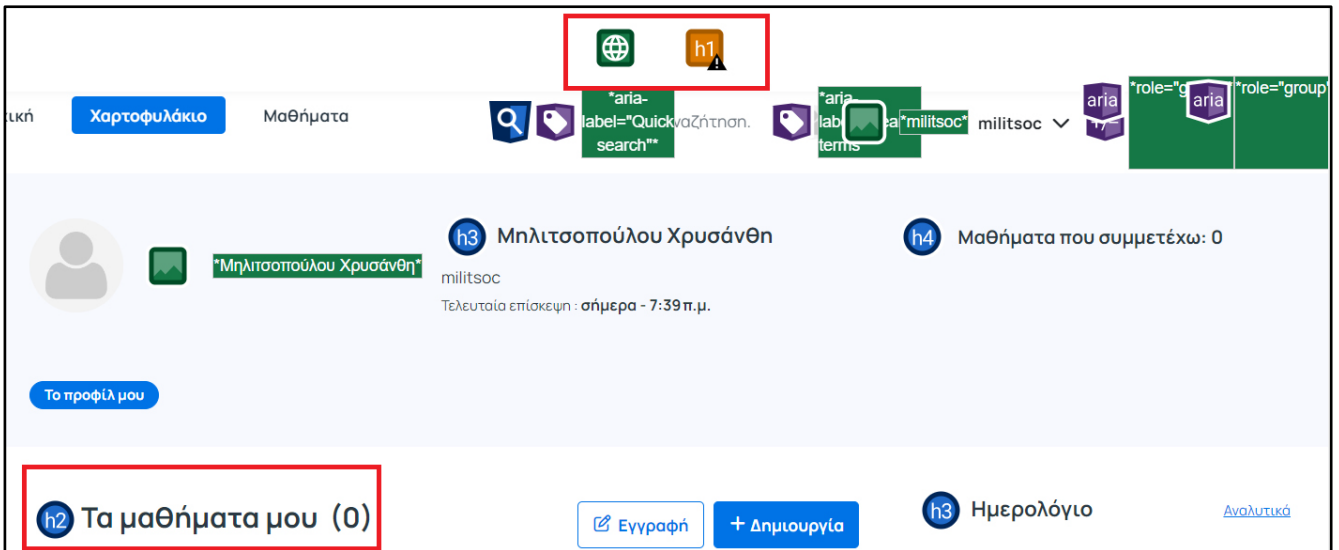 h1
ική Χαρτοφυλάκιο Μαθήματα
*aria-
label="Quick
search"*
ναζήτηση.
*aria-
terms
*militsoc* militsoc
aria
*role="g
aria
*role="group"
*Μηλιτσοπούλου Χρυσάνθη*
h3 Μηλιτσοπούλου Χρυσάνθη
militsoc
Τελευταία επίσκεψη : σήμερα - 7:39 π.μ.
h4 Μαθήματα που συμμετέχω: 0
Το προφίλ μου
h2 Τα μαθήματα μου (0)
Εγγραφή + Δημιουργία
h3 Ημερολόγιο Αναλυτικά